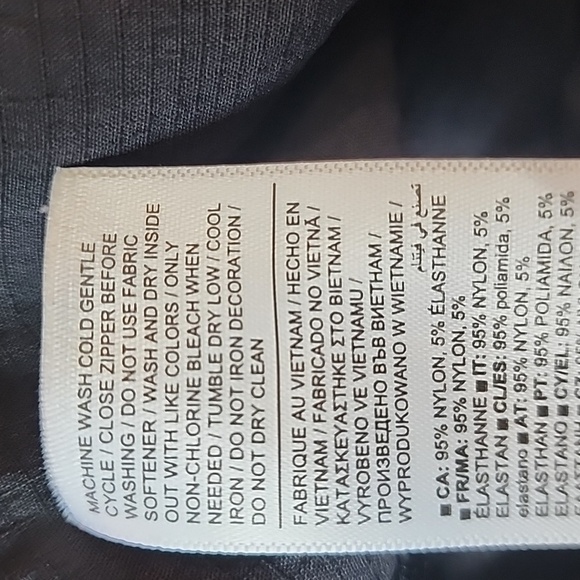 MACHINE WASH COLD GENTLE
CYCLE / CLOSE ZIPPER BEFORE
WASHING / DO NOT USE FABRIC
SOFTENER / WASH AND DRY INSIDE
OUT WITH LIKE COLORS / ONLY
NON-CHLORINE BLEACH WHEN
NEEDED / TUMBLE DRY LOW / COOL
IRON / DO NOT IRON DECORATION /
DO NOT DRY CLEAN
FABRIQUE AU VIETNAM / HECHO EN
VIETNAM / FABRICADO NO VIETNÃ /
ΚΑΤΑΣΚΕΥΑΣΤΗΚΕ ΣΤΟ ΒΙΕΤΝΑΜ /
VYROBENO VE VIETNAMU /
ПРОИЗВЕДЕНО ВЪВ ВИЕТНАМ /
WYPRODUKOWANO W WIETNAMIE /
تصنع في فيتنام
■ CA: 95% NYLON, 5% ÉLASTHANNE
■ FR/MA: 95% NYLON, 5%
ÉLASTHANNE ■ IT: 95% NYLON, 5%
ELASTAN ■ CL/ES: 95% poliamida, 5%
elastano ■ AT: 95% NYLON, 5%
ELASTHAN ■ PT: 95% POLIAMIDA, 5%
ELASTANO ■ CY/EL: 95% ΝΑΪΛΟΝ, 5%